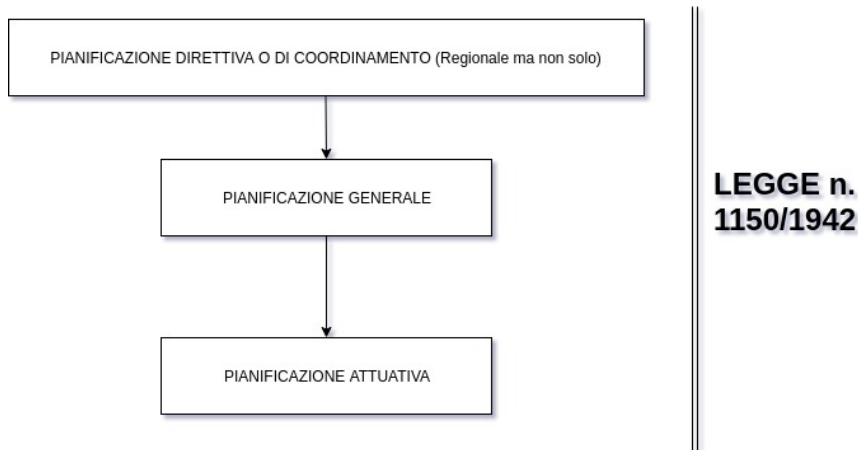 PIANIFICAZIONE DIRETTIVA O DI COORDINAMENTO (Regionale ma non solo)
PIANIFICAZIONE GENERALE
LEGGE n.
1150/1942
PIANIFICAZIONE ATTUATIVA